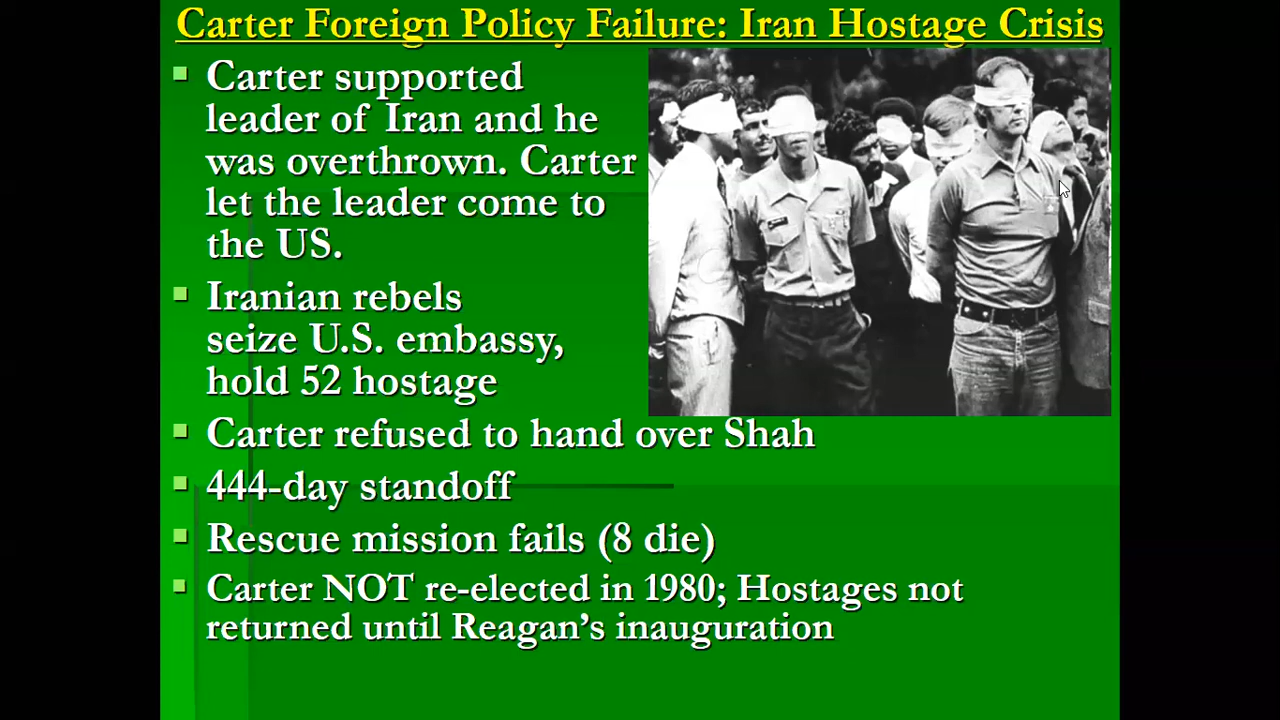 Carter Foreign Policy Failure: Iran Hostage Crisis
Carter supported
leader of Iran and he
was overthrown. Carter
let the leader come to
the US.
Iranian rebels
seize U.S. embassy,
hold 52 hostage
Carter refused to hand over Shah
444-day standoff
Rescue mission fails (8 die)
Carter NOT re-elected in 1980; Hostages not
returned until Reagan’s inauguration